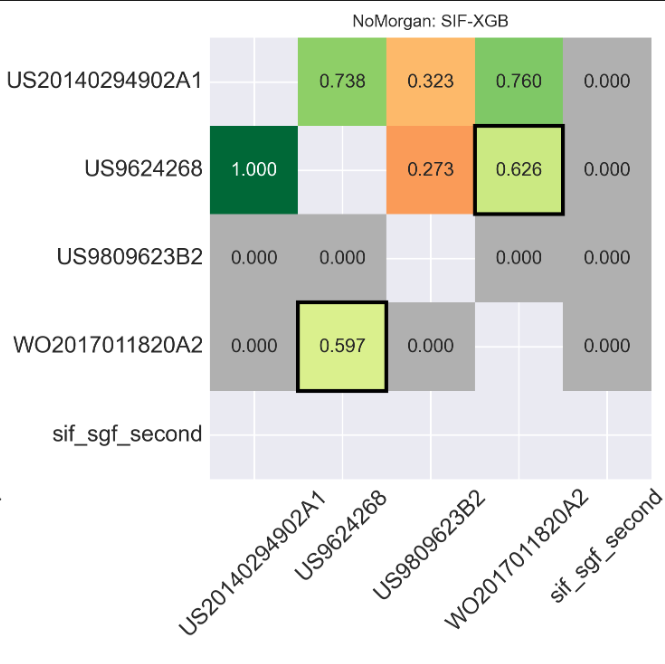 NoMorgan: SIF-XGB
US20140294902A1 0.738 0.323 0.760 0.000
US9624268 1.000 0.273 0.626 0.000
US9809623B2 0.000 0.000 0.000 0.000
WO2017011820A2 0.000 0.597 0.000 0.000
sif_sgf_second
US20140294902A1
US9624268
US9809623B2
WO2017011820A2
sif_sgf_second